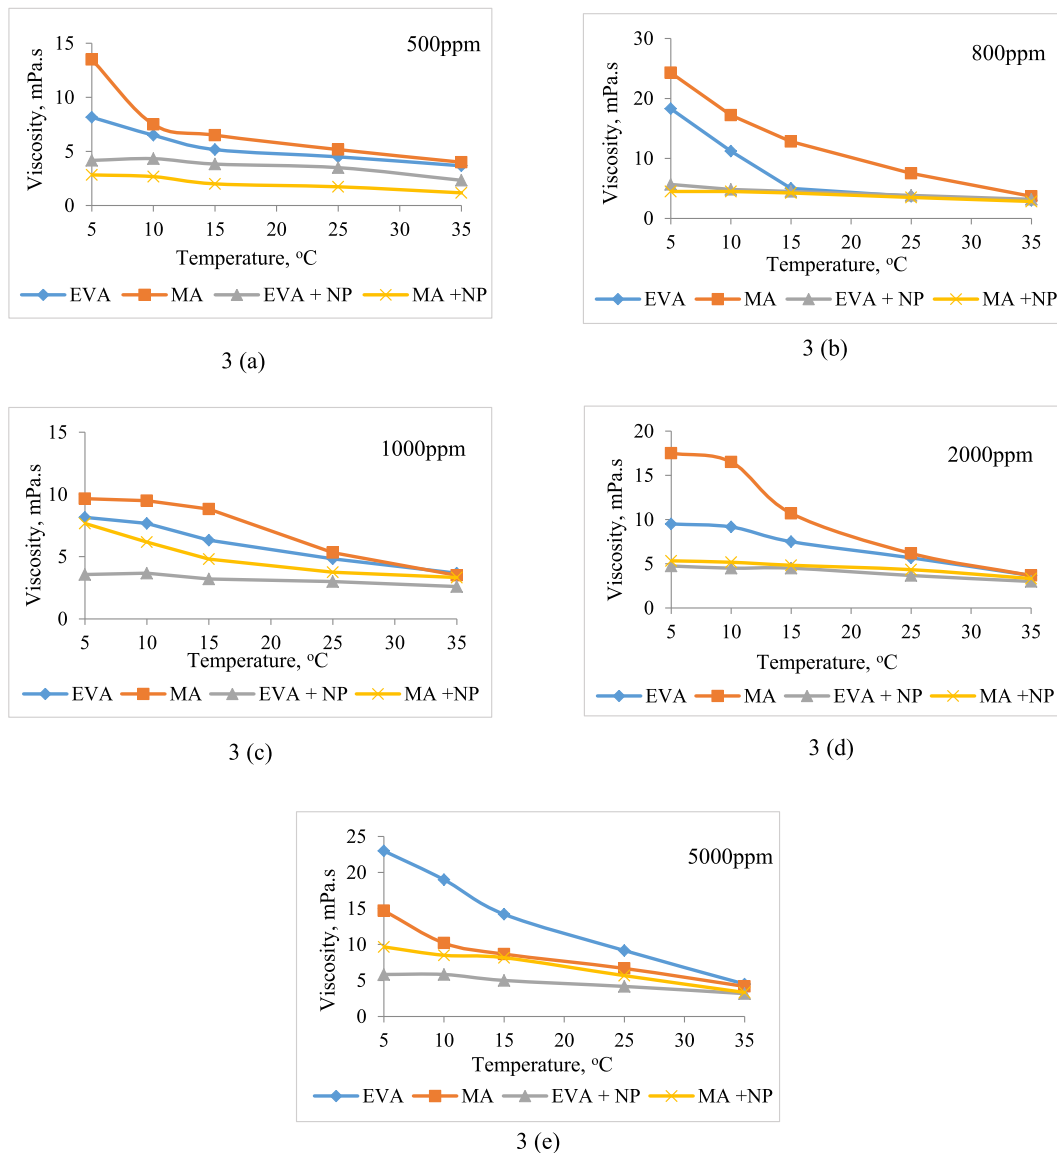 500ppm
Viscosity, mPa.s
15
10
5
0
5 10 15 20 25 30 35
Temperature, °C
EVA MA EVA + NP MA +NP
3 (a)
800ppm
Viscosity, mPa.s
30
20
10
0
5 10 15 20 25 30 35
Temperature, °C
EVA MA EVA + NP MA +NP
3 (b)
1000ppm
Viscosity, mPa.s
15
10
5
0
5 10 15 20 25 30 35
Temperature, °C
EVA MA EVA + NP MA +NP
3 (c)
2000ppm
Viscosity, mPa.s
20
15
10
5
0
5 10 15 20 25 30 35
Temperature, °C
EVA MA EVA + NP MA +NP
3 (d)
5000ppm
Viscosity, mPa.s
25
20
15
10
5
0
5 10 15 20 25 30 35
Temperature, °C
EVA MA EVA + NP MA +NP
3 (e)